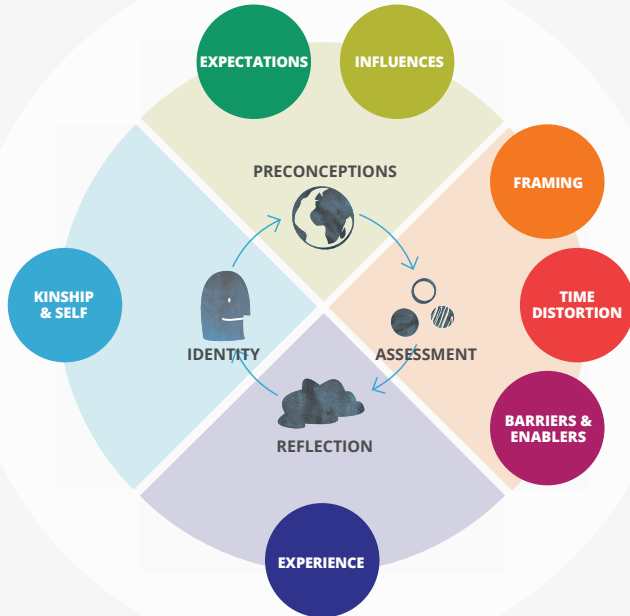 EXPECTATIONS
INFLUENCES
PRECONCEPTIONS
FRAMING
KINSHIP
& SELF
TIME
DISTORTION
IDENTITY
ASSESSMENT
BARRIERS &
ENABLERS
REFLECTION
EXPERIENCE